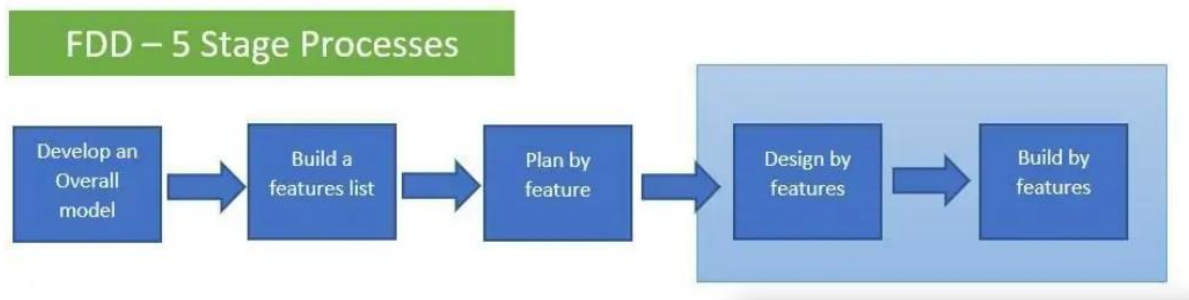 FDD – 5 Stage Processes
Develop an
Overall
model
Build a
features list
Plan by
feature
Design by
features
Build by
features